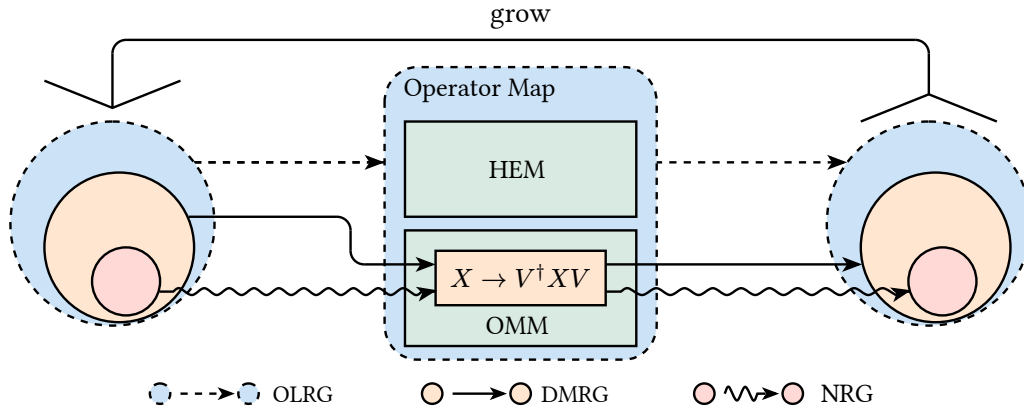 grow
Operator Map
HEM
X → V†XV
OMM
OLRG
DMRG
NRG